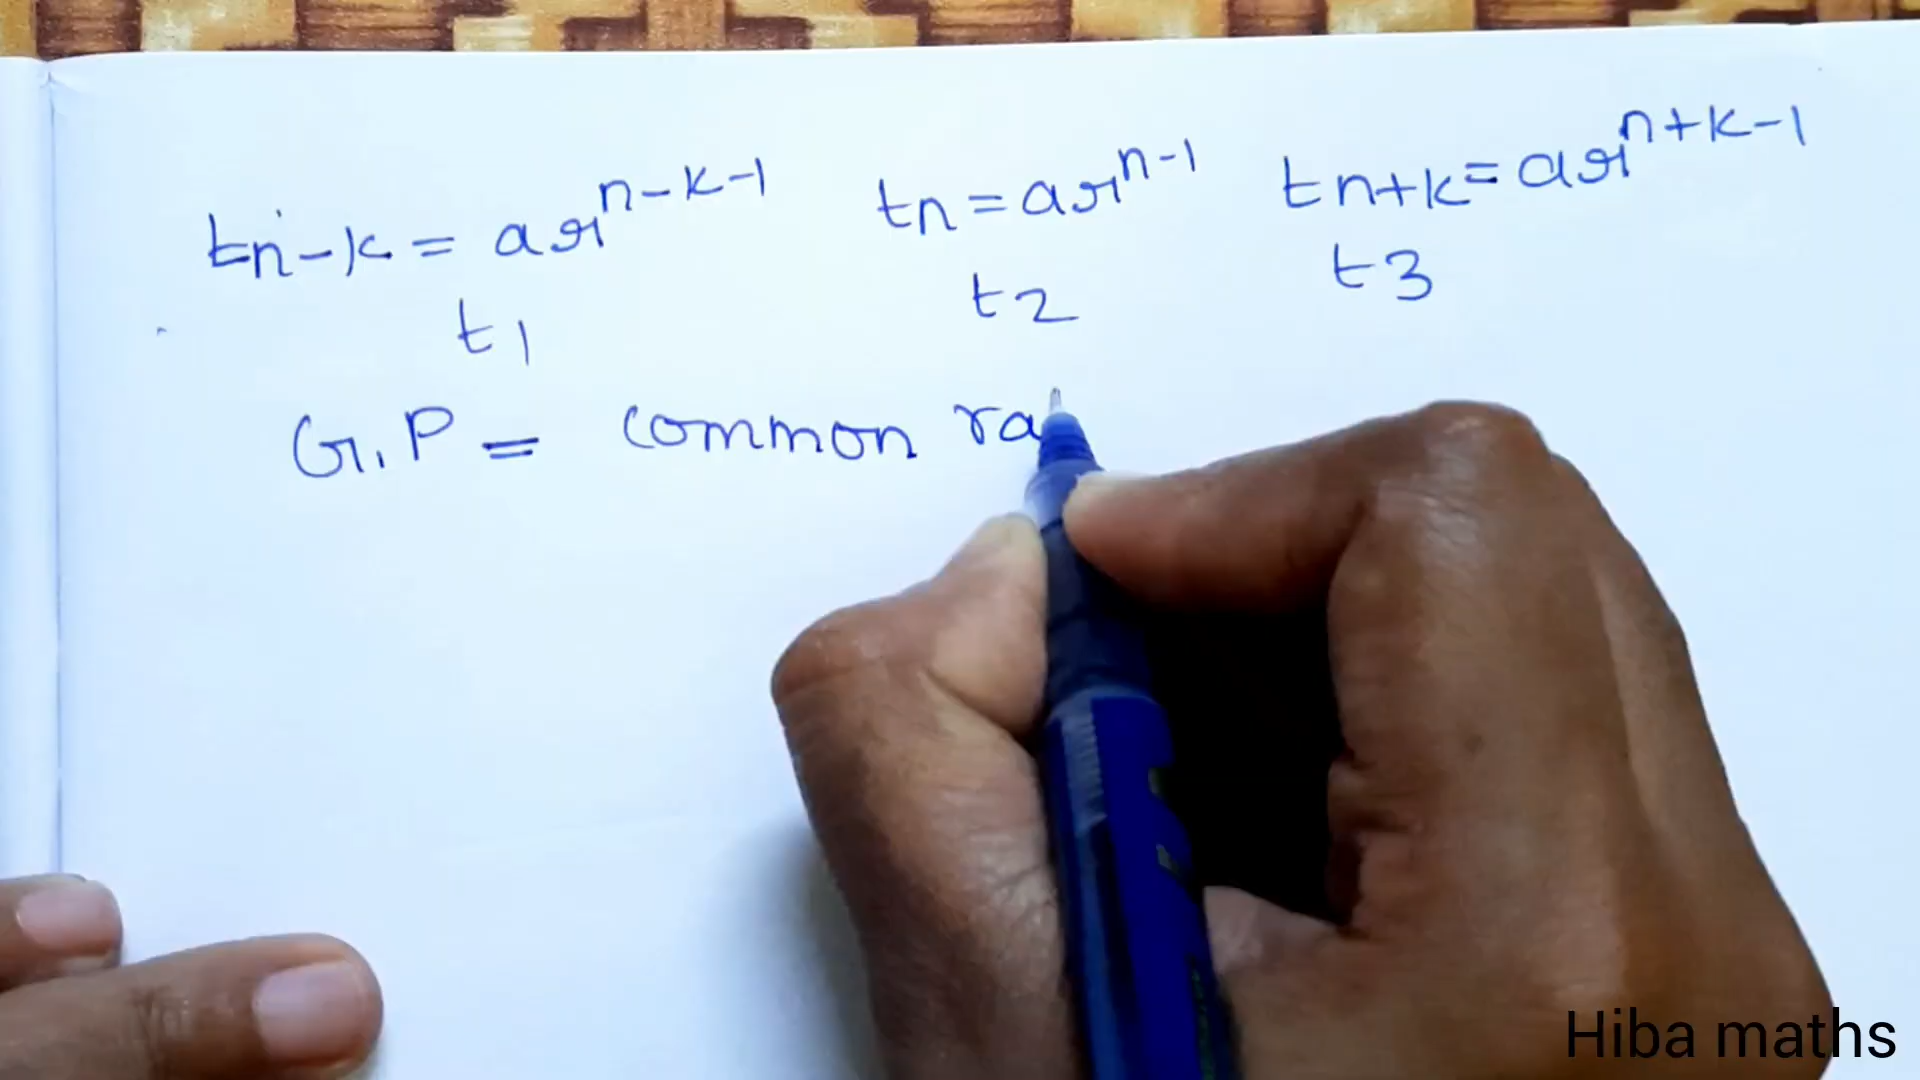 tn-k = ar^n-k-1 tn = ar^n-1 tn+k = ar^n+k-1
t1 t2 t3
G.P = common ra
Hiba maths